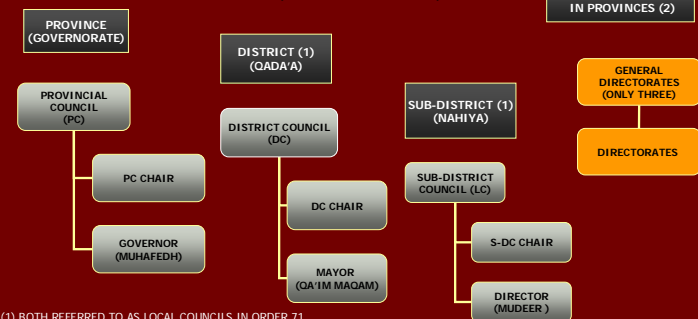 IN PROVINCES (2)
PROVINCE
(GOVERNORATE)
DISTRICT (1)
(QADA'A)
SUB-DISTRICT (1)
(NAHIYA)
PROVINCIAL
COUNCIL
(PC)
PC CHAIR
GOVERNOR
(MUHAFEDH)
DISTRICT COUNCIL
(DC)
DC CHAIR
MAYOR
(QA'IM MAQAM)
SUB-DISTRICT
COUNCIL (LC)
S-DC CHAIR
DIRECTOR
(MUDEER )
GENERAL
DIRECTORATES
(ONLY THREE)
DIRECTORATES
(1) BOTH REFERRED TO AS LOCAL COUNCILS IN ORDER 71